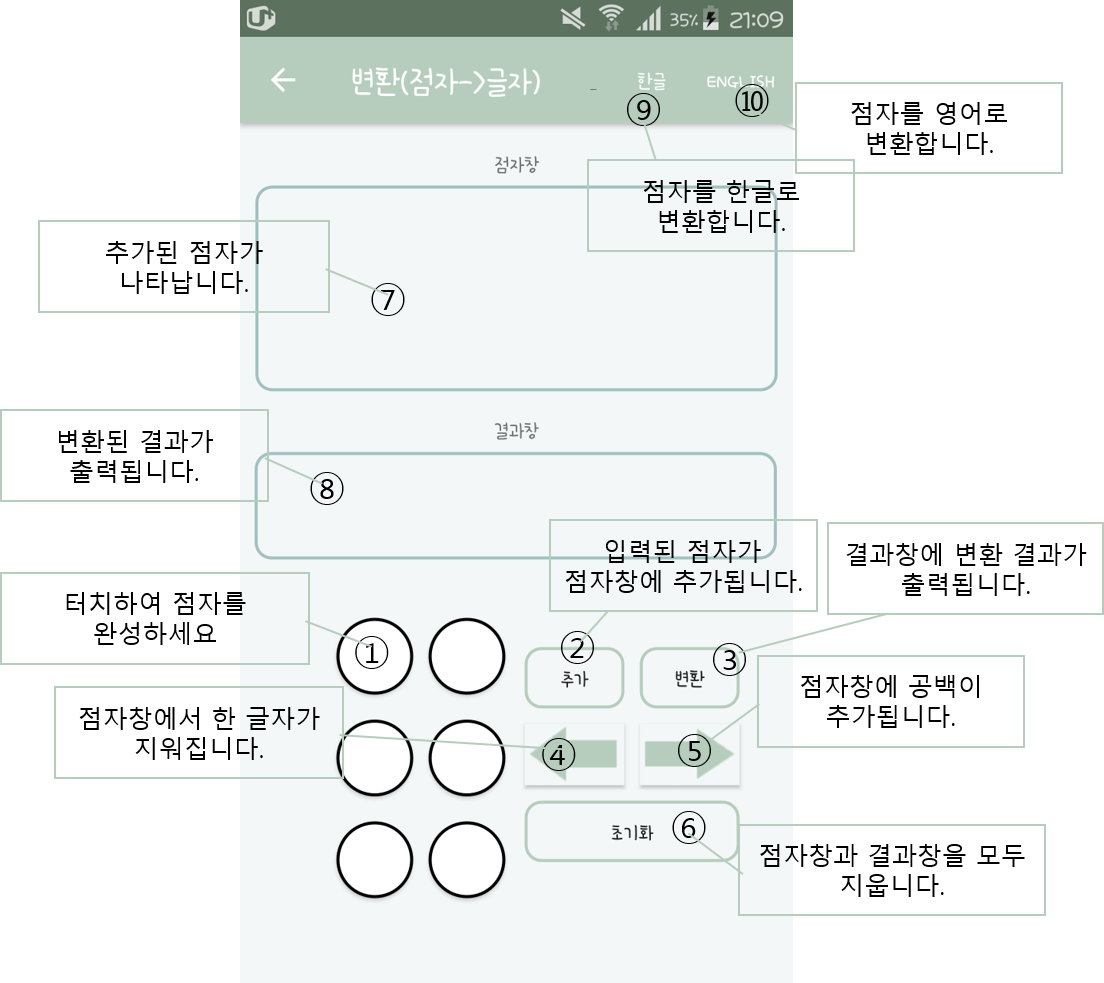 35% 21:09
변환(점자->글자)
한글
ENGLISH
⑨
⑩
점자를 영어로
변환합니다.
점자창
점자를 한글로
변환합니다.
추가된 점자가
나타납니다.
⑦
변환된 결과가
출력됩니다.
결과창
⑧
입력된 점자가
점자창에 추가됩니다.
결과창에 변환 결과가
출력됩니다.
터치하여 점자를
완성하세요
①
②
추가
③
변환
점자창에 공백이
추가됩니다.
점자창에서 한 글자가
지워집니다.
④
⑤
초기화
⑥
점자창과 결과창을 모두
지웁니다.